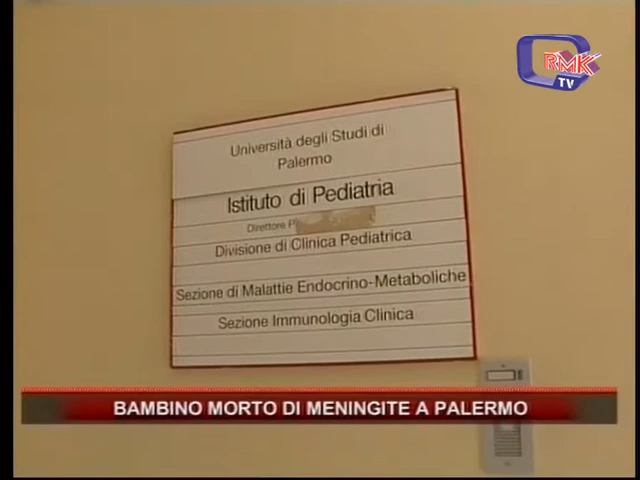 RMK
TV
Università degli Studi di
Palermo
Istituto di Pediatria
Direttore
Divisione di Clinica Pediatrica
Sezione di Malattie Endocrino-Metaboliche
Sezione Immunologia Clinica
BAMBINO MORTO DI MENINGITE A PALERMO